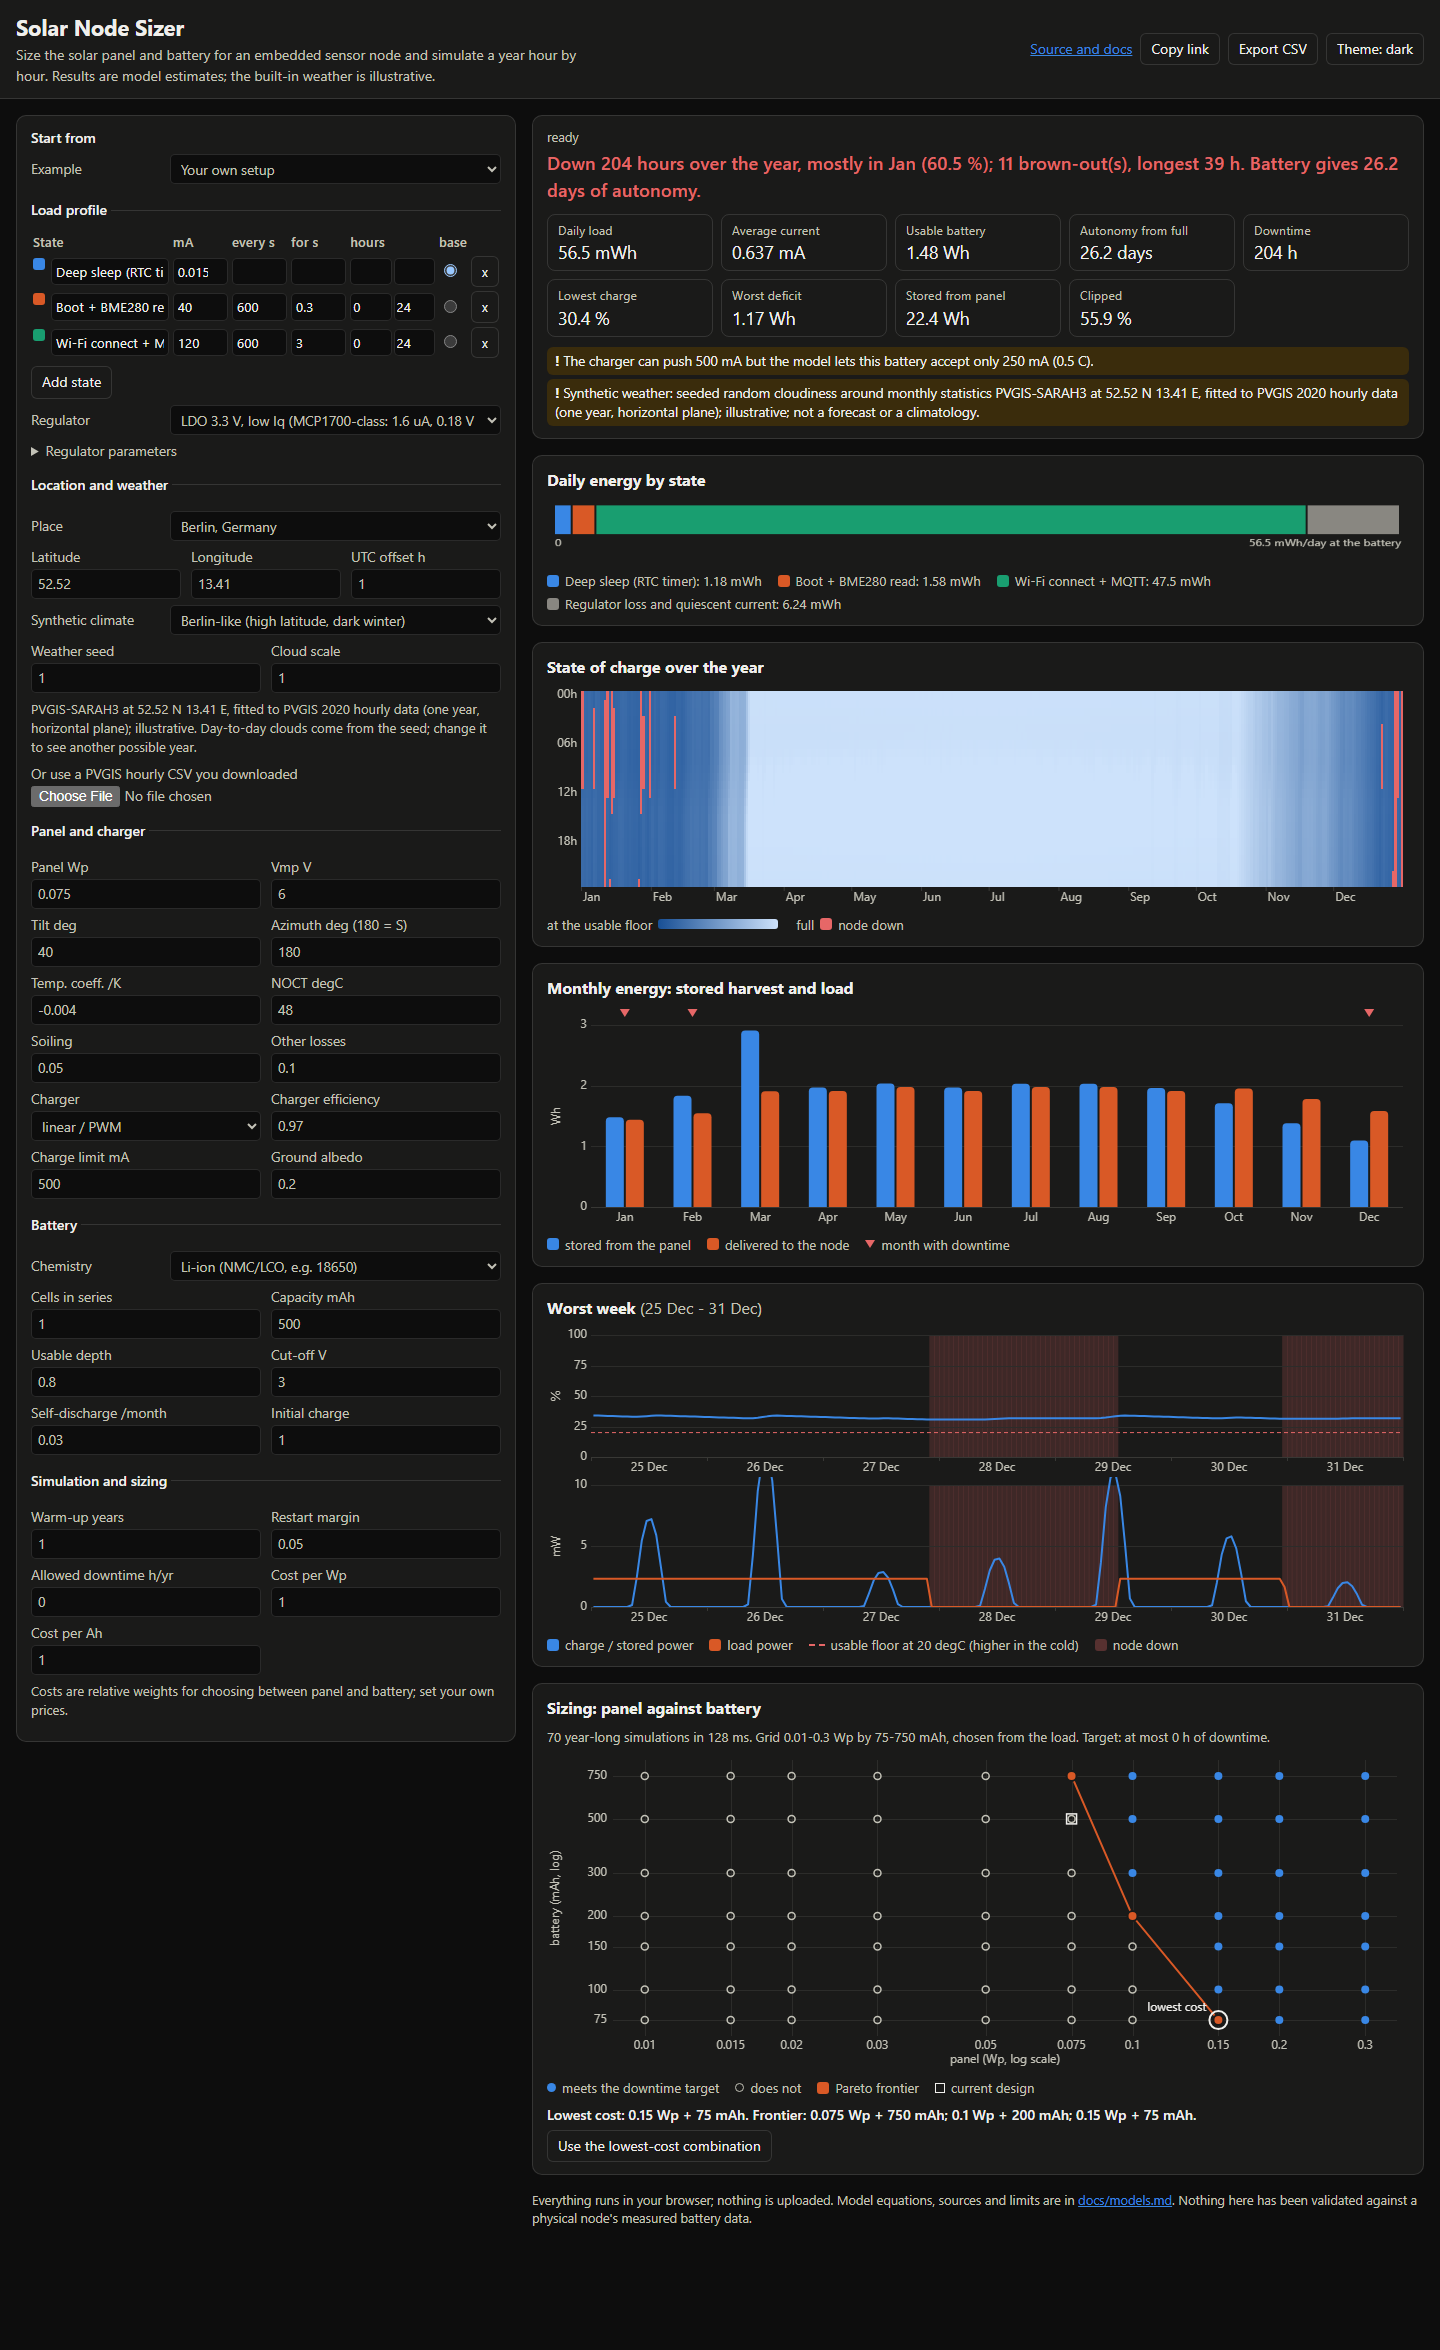 Solar Node Sizer
Size the solar panel and battery for an embedded sensor node and simulate a year hour by
hour. Results are model estimates; the built-in weather is illustrative.
Source and docs
Copy link
Export CSV
Theme: dark
Start from
Example
Your own setup
Load profile
State mA every s for s hours base
Deep sleep (RTC ti 0.015 x
Boot + BME280 re 40 600 0.3 0 24 x
Wi-Fi connect + M 120 600 3 0 24 x
Add state
Regulator
LDO 3.3 V, low Iq (MCP1700-class: 1.6 uA, 0.18 V
Regulator parameters
Location and weather
Place
Berlin, Germany
Latitude Longitude UTC offset h
52.52 13.41 1
Synthetic climate
Berlin-like (high latitude, dark winter)
Weather seed Cloud scale
1 1
PVGIS-SARAH3 at 52.52 N 13.41 E, fitted to PVGIS 2020 hourly data (one year,
horizontal plane); illustrative. Day-to-day clouds come from the seed; change it
to see another possible year.
Or use a PVGIS hourly CSV you downloaded
Choose File No file chosen
Panel and charger
Panel Wp Vmp V
0.075 6
Tilt deg Azimuth deg (180 = S)
40 180
Temp. coeff. /K NOCT degC
-0.004 48
Soiling Other losses
0.05 0.1
Charger Charger efficiency
linear / PWM 0.97
Charge limit mA Ground albedo
500 0.2
Battery
Chemistry
Li-ion (NMC/LCO, e.g. 18650)
Cells in series Capacity mAh
1 500
Usable depth Cut-off V
0.8 3
Self-discharge /month Initial charge
0.03 1
Simulation and sizing
Warm-up years Restart margin
1 0.05
Allowed downtime h/yr Cost per Wp
0 1
Cost per Ah
1
Costs are relative weights for choosing between panel and battery; set your own
prices.
ready
Down 204 hours over the year, mostly in Jan (60.5 %); 11 brown-out(s), longest 39 h. Battery gives 26.2
days of autonomy.
Daily load Average current Usable battery Autonomy from full Downtime
56.5 mWh 0.637 mA 1.48 Wh 26.2 days 204 h
Lowest charge Worst deficit Stored from panel Clipped
30.4 % 1.17 Wh 22.4 Wh 55.9 %
! The charger can push 500 mA but the model lets this battery accept only 250 mA (0.5 C).
! Synthetic weather: seeded random cloudiness around monthly statistics PVGIS-SARAH3 at 52.52 N 13.41 E, fitted to PVGIS 2020 hourly data
(one year, horizontal plane); illustrative; not a forecast or a climatology.
Daily energy by state
0 56.5 mWh/day at the battery
Deep sleep (RTC timer): 1.18 mWh Boot + BME280 read: 1.58 mWh Wi-Fi connect + MQTT: 47.5 mWh
Regulator loss and quiescent current: 6.24 mWh
State of charge over the year
00h
06h
12h
18h
Jan Feb Mar Apr May Jun Jul Aug Sep Oct Nov Dec
at the usable floor full node down
Monthly energy: stored harvest and load
3
2
Wh
1
0
Jan Feb Mar Apr May Jun Jul Aug Sep Oct Nov Dec
stored from the panel delivered to the node month with downtime
Worst week (25 Dec - 31 Dec)
100
75
%
50
25
0
25 Dec 26 Dec 27 Dec 28 Dec 29 Dec 30 Dec 31 Dec
10
mW
5
0
25 Dec 26 Dec 27 Dec 28 Dec 29 Dec 30 Dec 31 Dec
charge / stored power load power usable floor at 20 degC (higher in the cold) node down
Sizing: panel against battery
70 year-long simulations in 128 ms. Grid 0.01-0.3 Wp by 75-750 mAh, chosen from the load. Target: at most 0 h of downtime.
750
500
300
battery (mAh, log)
200
150
100
lowest cost
75
0.01 0.015 0.02 0.03 0.05 0.075 0.1 0.15 0.2 0.3
panel (Wp, log scale)
meets the downtime target does not Pareto frontier current design
Lowest cost: 0.15 Wp + 75 mAh. Frontier: 0.075 Wp + 750 mAh; 0.1 Wp + 200 mAh; 0.15 Wp + 75 mAh.
Use the lowest-cost combination
Everything runs in your browser; nothing is uploaded. Model equations, sources and limits are in docs/models.md. Nothing here has been validated against a
physical node's measured battery data.